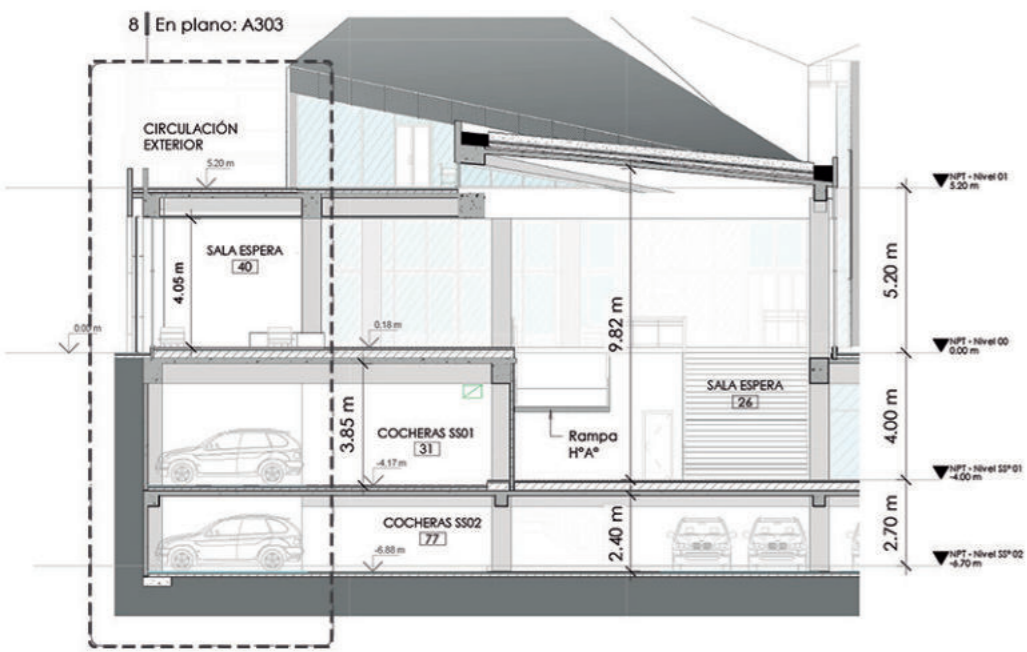 8 En plano: A303
CIRCULACIÓN
EXTERIOR
5.20 m
NPT - Nivel 01
5.20 m
SALA ESPERA
40
4.05 m
5.20 m
9.82 m
0.00 m
0.18 m
NPT - Nivel 00
0.00 m
SALA ESPERA
26
3.85 m
4.00 m
COCHERAS SS01
31
Rampa
HºAº
-4.17 m
NPT - Nivel SSº 01
-4.00 m
COCHERAS SS02
77
2.40 m
2.70 m
-6.88 m
NPT - Nivel SSº 02
-6.70 m